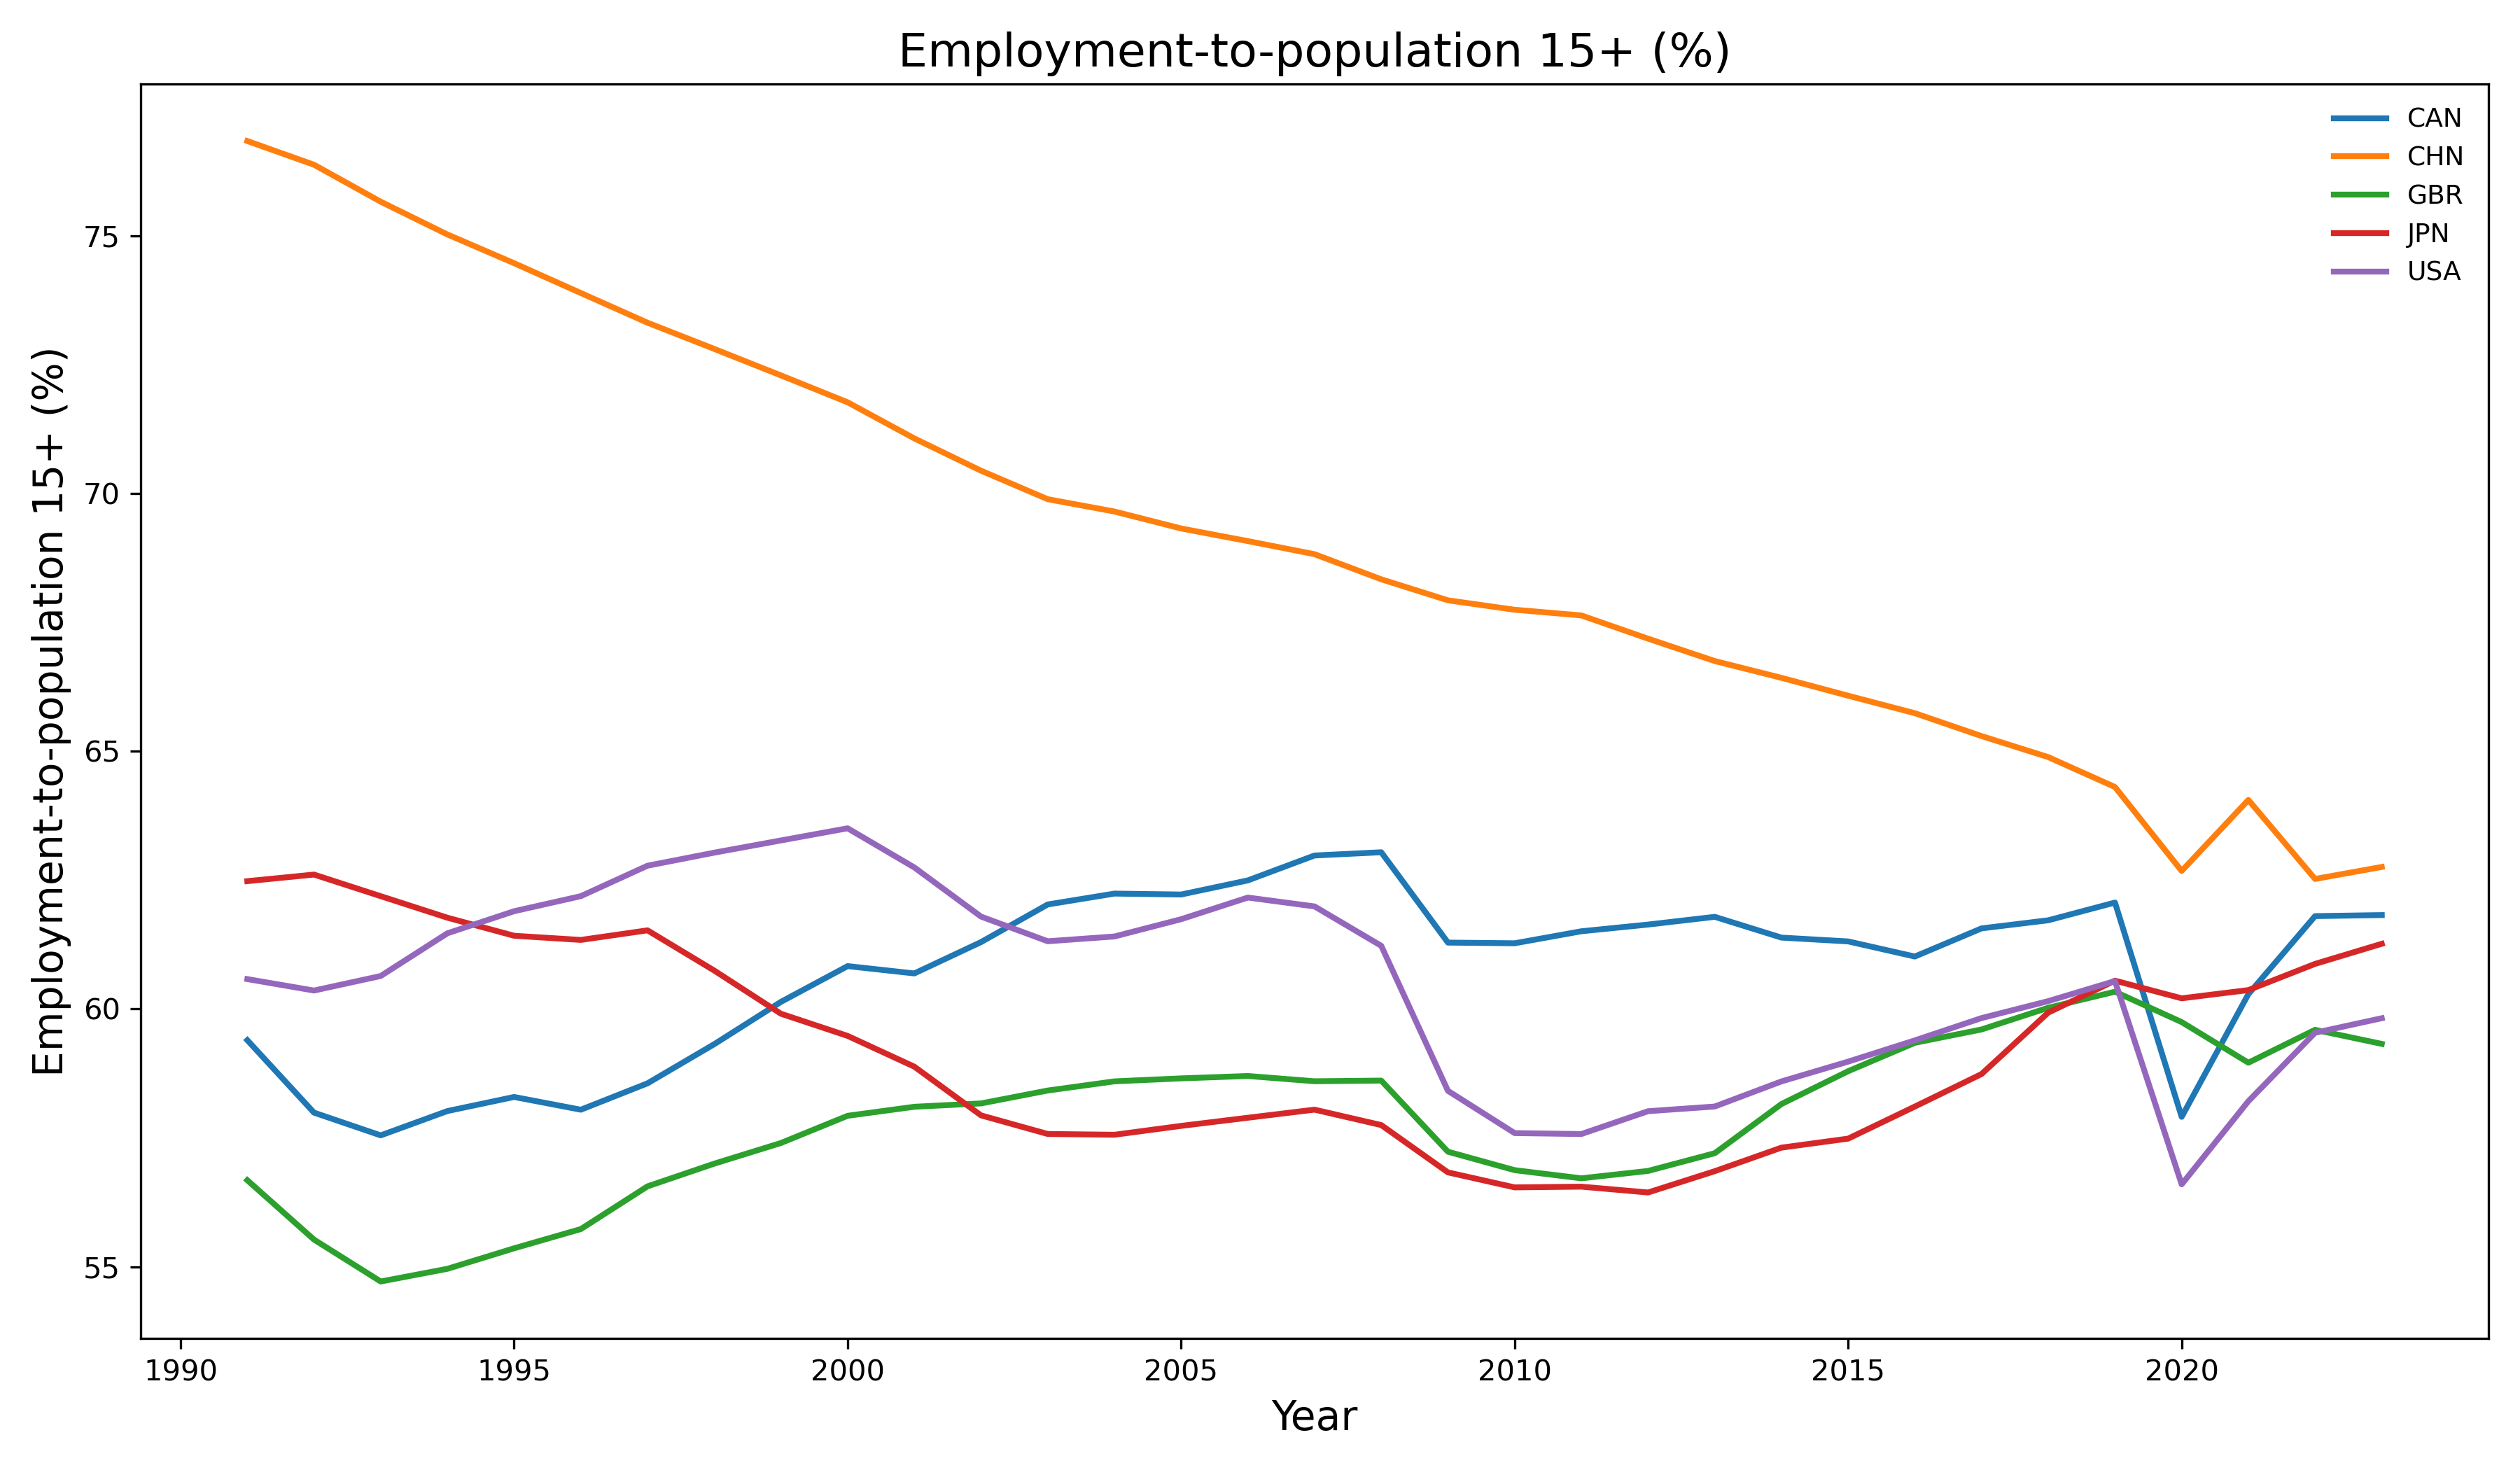 Employment-to-population 15+ (%)
CAN
CHN
GBR
JPN
USA
Employment-to-population 15+ (%)
75
70
65
60
55
1990 1995 2000 2005 2010 2015 2020
Year